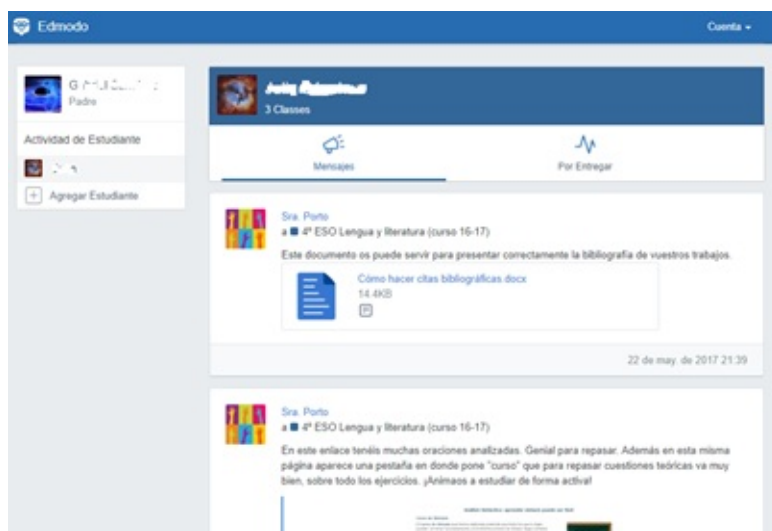 Edmodo
Cuenta
Padre
Actividad de Estudiante
Agregar Estudiante
3 Classes
Mensajes
Por Entregar
Sra. Porto
a 4º ESO Lengua y literatura (curso 16-17)
Este documento os puede servir para presentar correctamente la bibliografía de vuestros trabajos.
Cómo hacer citas bibliográficas.docx
14.4KB
22 de may. de 2017 21:39
Sra. Porto
a 4º ESO Lengua y literatura (curso 16-17)
En este enlace tenéis muchas oraciones analizadas. Genial para repasar. Además en esta misma
página aparece una pestaña en donde pone "curso" que para repasar cuestiones teóricas va muy
bien, sobre todo los ejercicios. ¡Animaos a estudiar de forma activa!